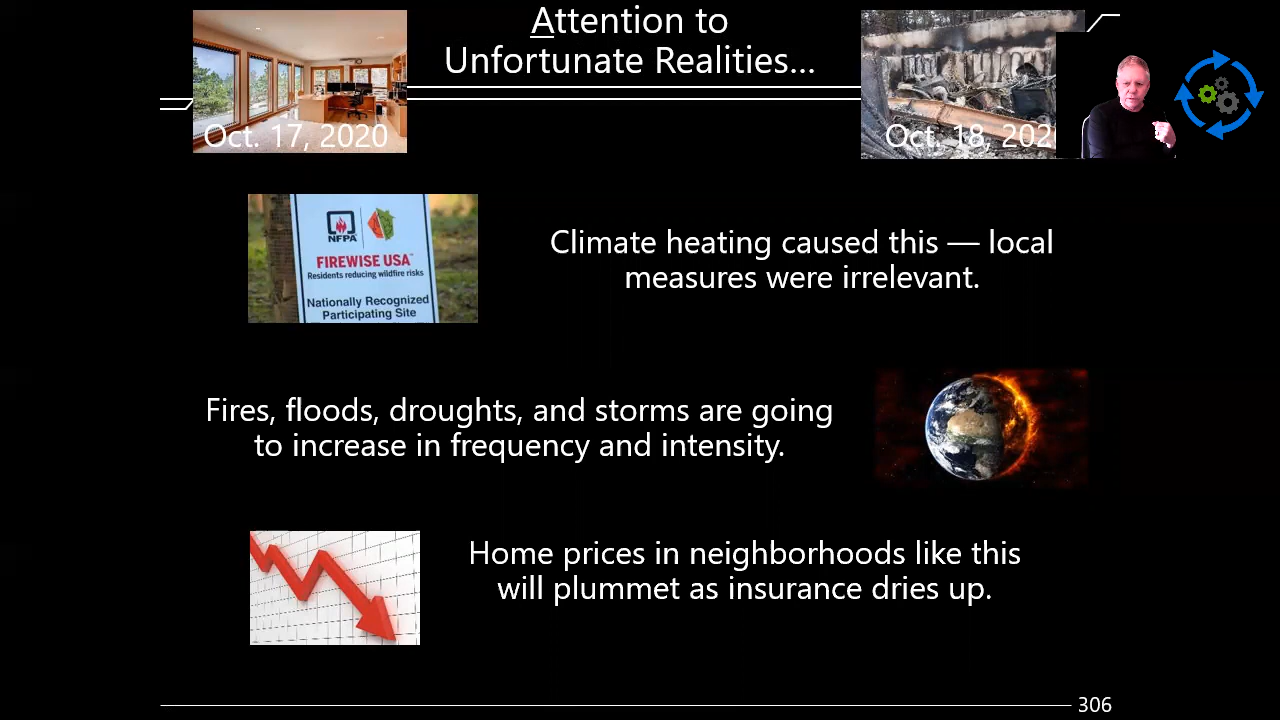 Attention to
Unfortunate Realities...
Oct. 17, 2020
Oct. 18, 202
NFPA
FIREWISE USA™
Residents reducing wildfire risks
Nationally Recognized
Participating Site
Climate heating caused this — local
measures were irrelevant.
Fires, floods, droughts, and storms are going
to increase in frequency and intensity.
Home prices in neighborhoods like this
will plummet as insurance dries up.
306